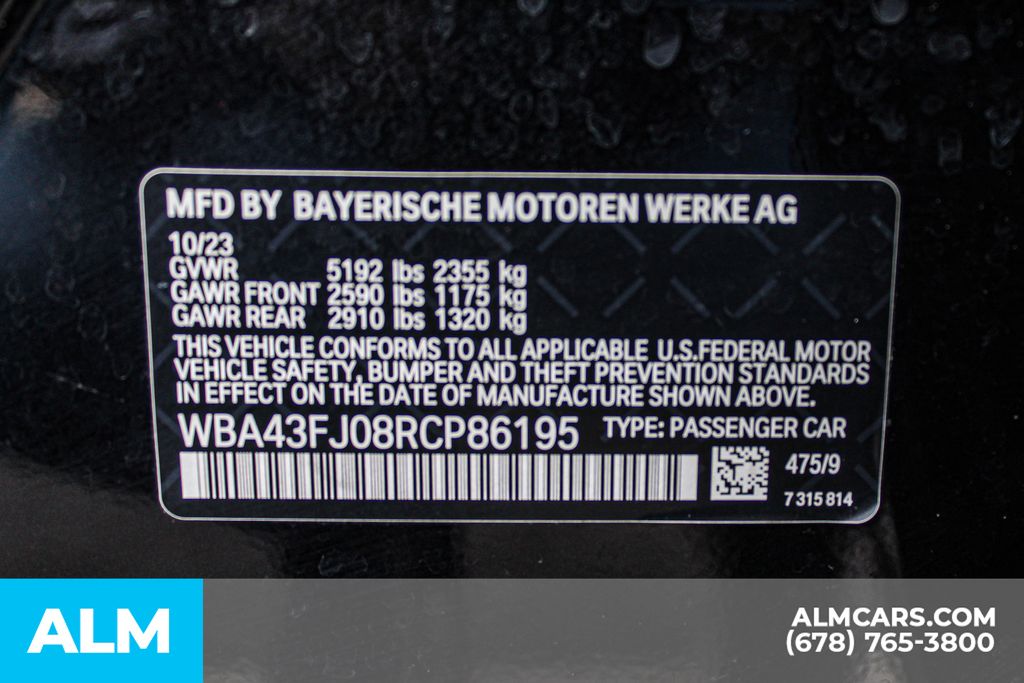 MFD BY BAYERISCHE MOTOREN WERKE AG
10/23
GVWR 5192 lbs 2355 kg
GAWR FRONT 2590 lbs 1175 kg
GAWR REAR 2910 lbs 1320 kg
THIS VEHICLE CONFORMS TO ALL APPLICABLE U.S.FEDERAL MOTOR
VEHICLE SAFETY, BUMPER AND THEFT PREVENTION STANDARDS
IN EFFECT ON THE DATE OF MANUFACTURE SHOWN ABOVE.
WBA43FJ08RCP86195 TYPE: PASSENGER CAR
475/9
7 315 814
ALM
ALMCARS.COM
(678) 765-3800